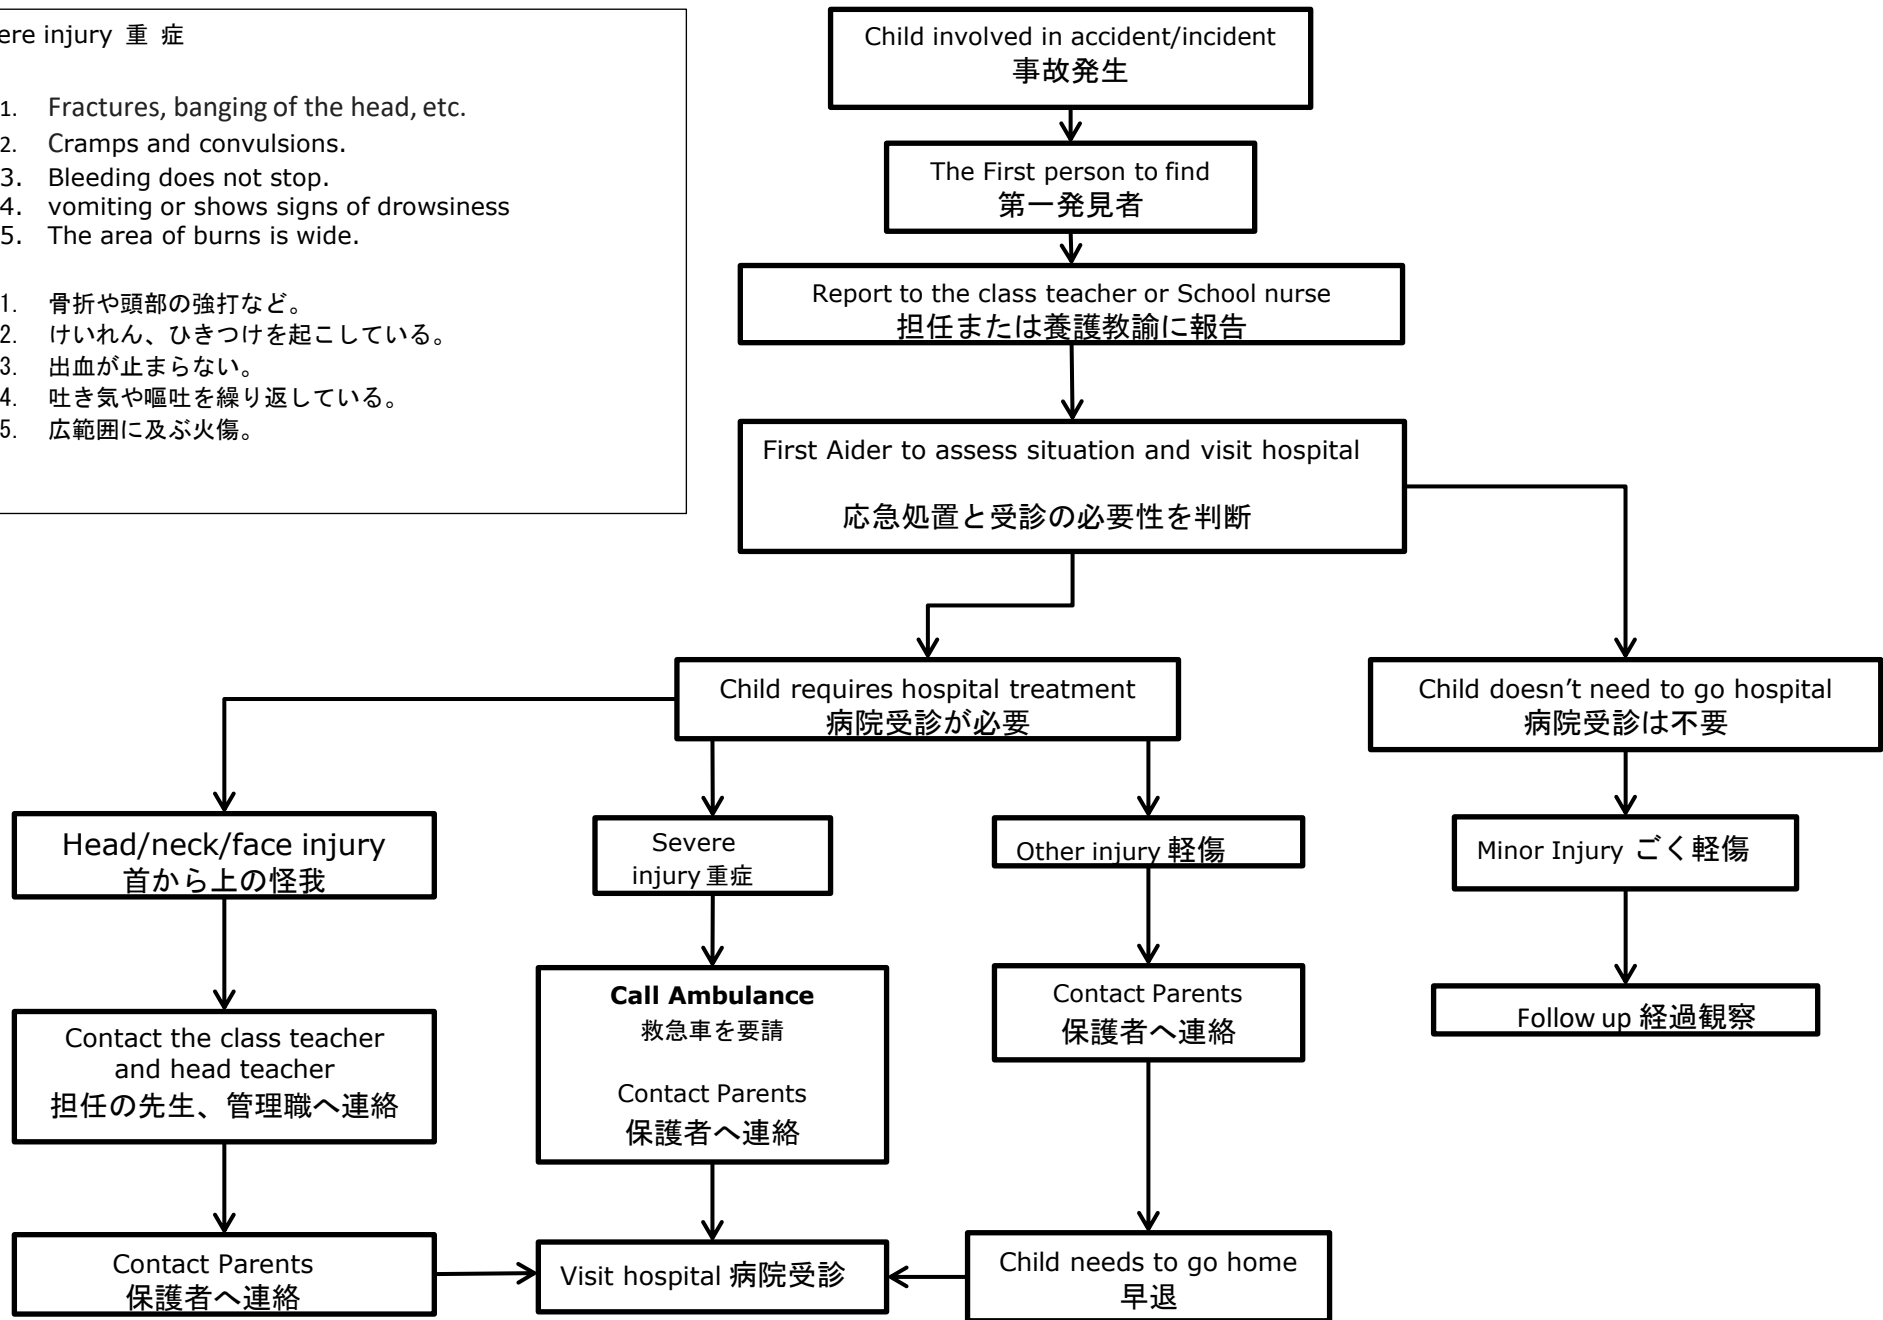 ere injury 重 症
1. Fractures, banging of the head, etc.
2. Cramps and convulsions.
3. Bleeding does not stop.
4. vomiting or shows signs of drowsiness
5. The area of burns is wide.
1. 骨折や頭部の強打など。
2. けいれん、ひきつけを起こしている。
3. 出血が止まらない。
4. 吐き気や嘔吐を繰り返している。
5. 広範囲に及ぶ火傷。
Child involved in accident/incident
事故発生
The First person to find
第一発見者
Report to the class teacher or School nurse
担任または養護教諭に報告
First Aider to assess situation and visit hospital
応急処置と受診の必要性を判断
Child requires hospital treatment
病院受診が必要
Child doesn’t need to go hospital
病院受診は不要
Head/neck/face injury
首から上の怪我
Severe
injury 重症
Other injury 軽傷
Minor Injury ごく軽傷
Contact the class teacher
and head teacher
担任の先生、管理職へ連絡
Call Ambulance
救急車を要請
Contact Parents
保護者へ連絡
Contact Parents
保護者へ連絡
Follow up 経過観察
Contact Parents
保護者へ連絡
Visit hospital 病院受診
Child needs to go home
早退